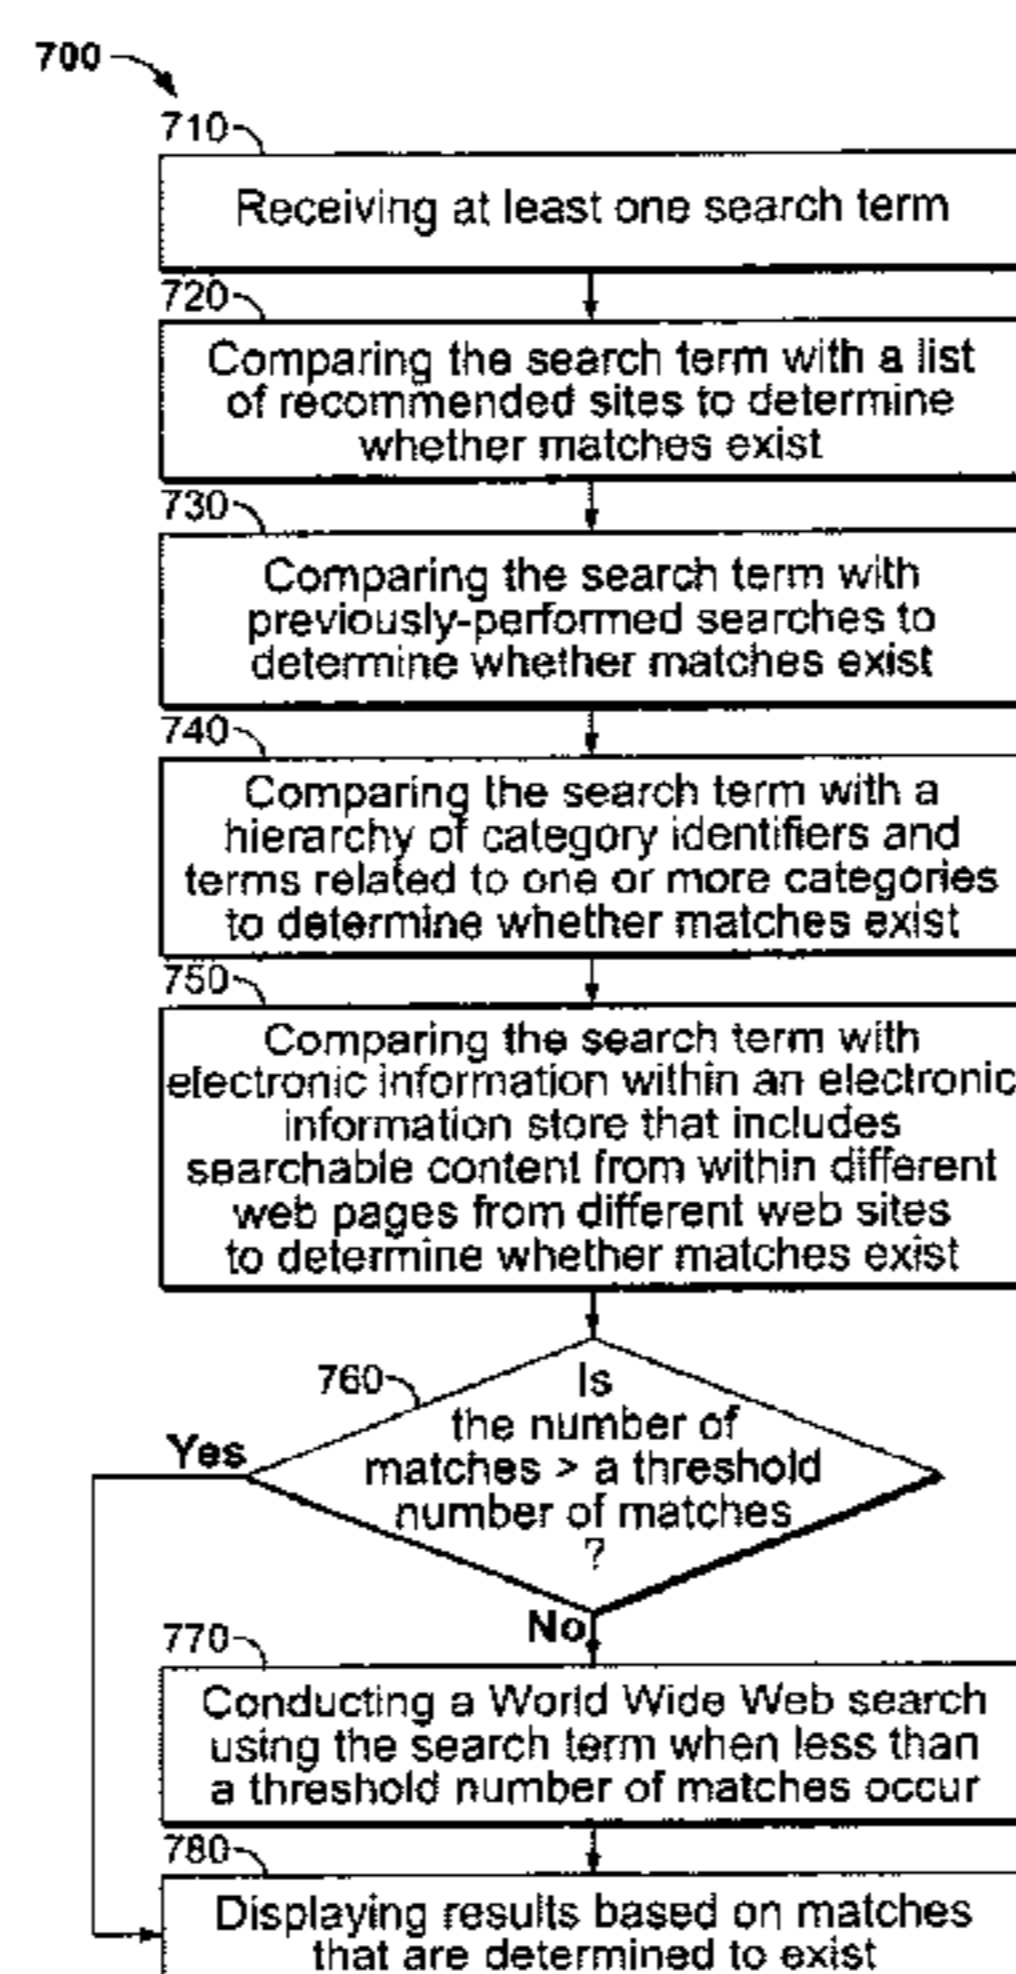 700
710
Receiving at least one search term
720
Comparing the search term with a list
of recommended sites to determine
whether matches exist
730
Comparing the search term with
previously-performed searches to
determine whether matches exist
740
Comparing the search term with a
hierarchy of category identifiers and
terms related to one or more categories
to determine whether matches exist
750
Comparing the search term with
electronic information within an electronic
information store that includes
searchable content from within different
web pages from different web sites
to determine whether matches exist
760
Is
the number of
matches > a threshold
number of matches
?
Yes
No
770
Conducting a World Wide Web search
using the search term when less than
a threshold number of matches occur
780
Displaying results based on matches
that are determined to exist